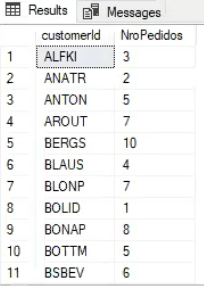 Results Messages
customerId NroPedidos
1 ALFKI 3
2 ANATR 2
3 ANTON 5
4 AROUT 7
5 BERGS 10
6 BLAUS 4
7 BLONP 7
8 BOLID 1
9 BONAP 8
10 BOTTM 5
11 BSBEV 6